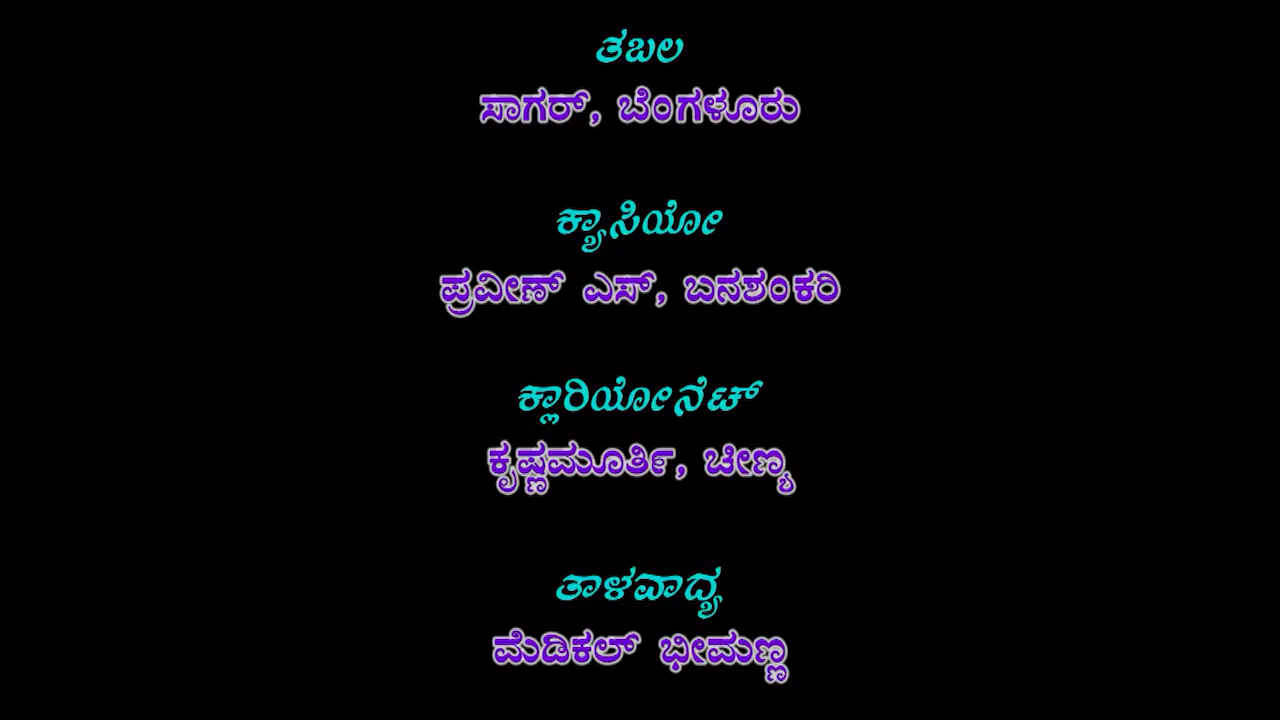 ತಬಲ
ಸಾಗರ್, ಬೆಂಗಳೂರು
ಕ್ಯಾಸಿಯೋ
ಪ್ರವೀಣ್ ಎಸ್, ಬನಶಂಕರಿ
ಕ್ಲಾರಿಯೋನೆಟ್
ಕೃಷ್ಣಮೂರ್ತಿ, ಚೀಣ್ಯ
ತಾಳವಾದ್ಯ
ಮೆಡಿಕಲ್ ಭೀಮಣ್ಣ